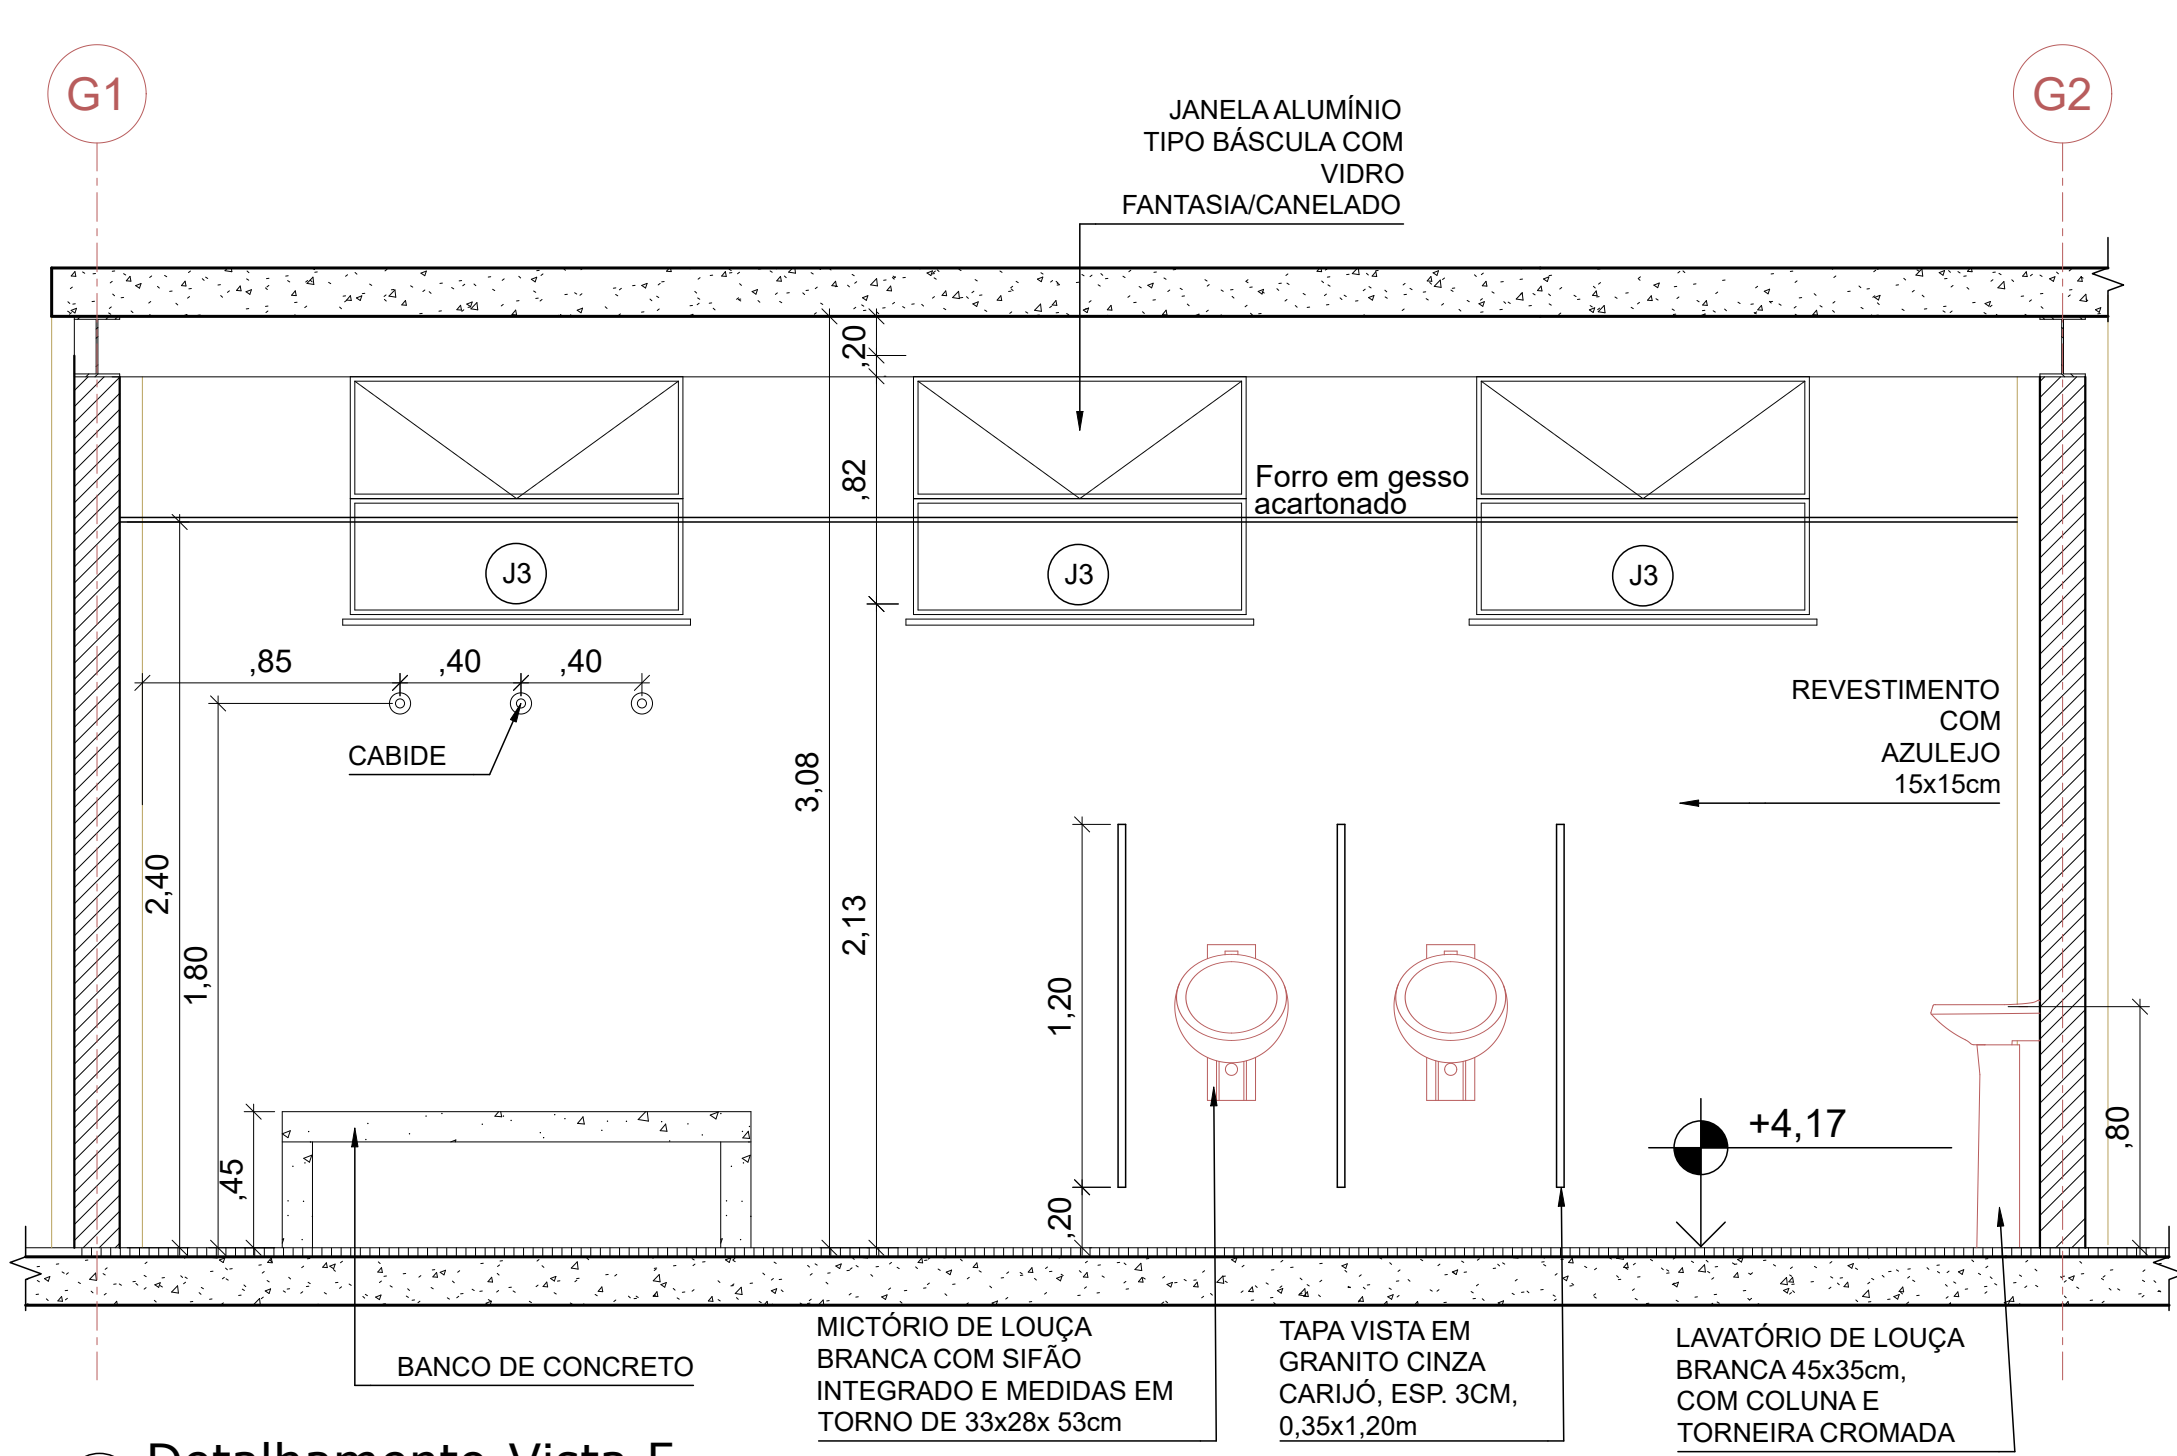 G1
G2
JANELA ALUMÍNIO
TIPO BÁSCULA COM
VIDRO
FANTASIA/CANELADO
,20
,82
Forro em gesso
acartonado
J3
J3
J3
,85
,40
,40
CABIDE
REVESTIMENTO
COM
AZULEJO
15x15cm
3,08
2,40
2,13
1,80
1,20
+4,17
,80
,45
,20
MICTÓRIO DE LOUÇA
BRANCA COM SIFÃO
INTEGRADO E MEDIDAS EM
TORNO DE 33x28x 53cm
TAPA VISTA EM
GRANITO CINZA
CARIJÓ, ESP. 3CM,
0,35x1,20m
LAVATÓRIO DE LOUÇA
BRANCA 45x35cm,
COM COLUNA E
TORNEIRA CROMADA
BANCO DE CONCRETO
Detalhamento Vista